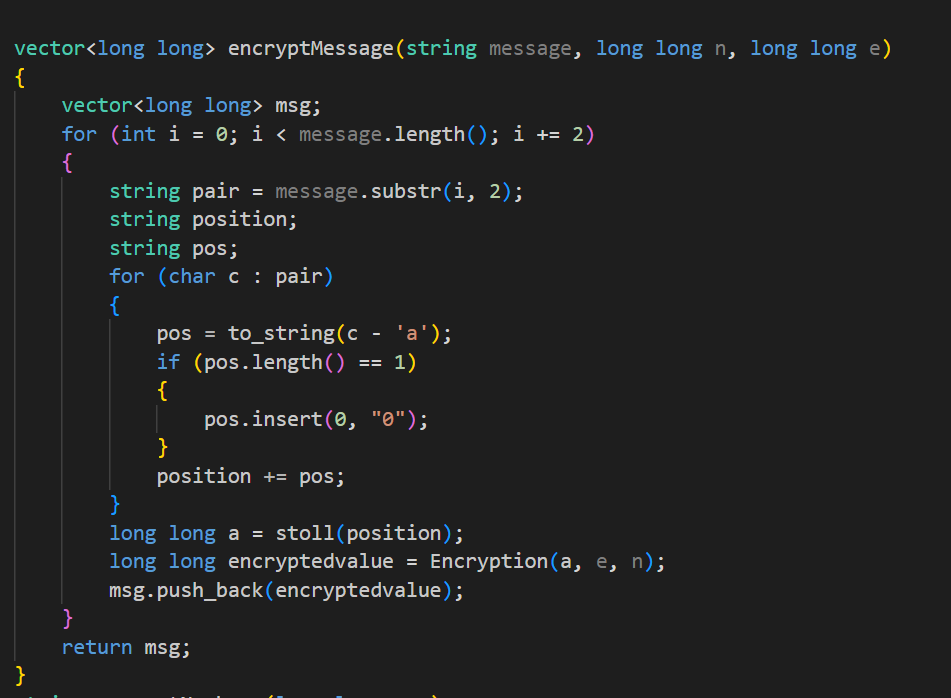 vector<long long> encryptMessage(string message, long long n, long long e)
{
    vector<long long> msg;
    for (int i = 0; i < message.length(); i += 2)
    {
        string pair = message.substr(i, 2);
        string position;
        string pos;
        for (char c : pair)
        {
            pos = to_string(c - 'a');
            if (pos.length() == 1)
            {
                pos.insert(0, "0");
            }
            position += pos;
        }
        long long a = stoll(position);
        long long encryptedvalue = Encryption(a, e, n);
        msg.push_back(encryptedvalue);
    }
    return msg;
}